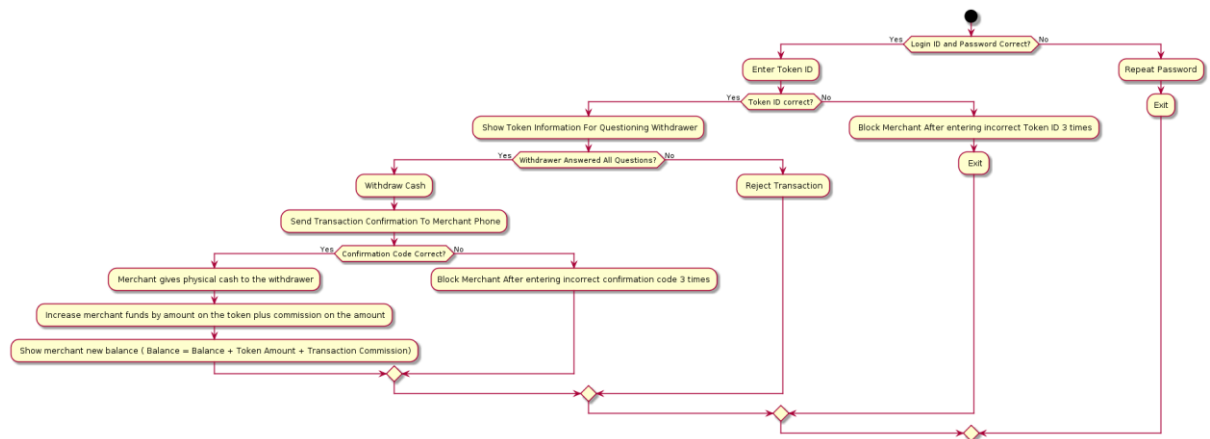 Yes
Login ID and Password Correct?
No
Enter Token ID
Repeat Password
Yes
Token ID correct?
No
Exit
Show Token Information For Questioning Withdrawer
Block Merchant After entering incorrect Token ID 3 times
Yes
Withdrawer Answered All Questions?
No
Exit
Withdraw Cash
Reject Transaction
Send Transaction Confirmation To Merchant Phone
Yes
Confirmation Code Correct?
No
Merchant gives physical cash to the withdrawer
Block Merchant After entering incorrect confirmation code 3 times
Increase merchant funds by amount on the token plus commission on the amount
Show merchant new balance ( Balance = Balance + Token Amount + Transaction Commission)